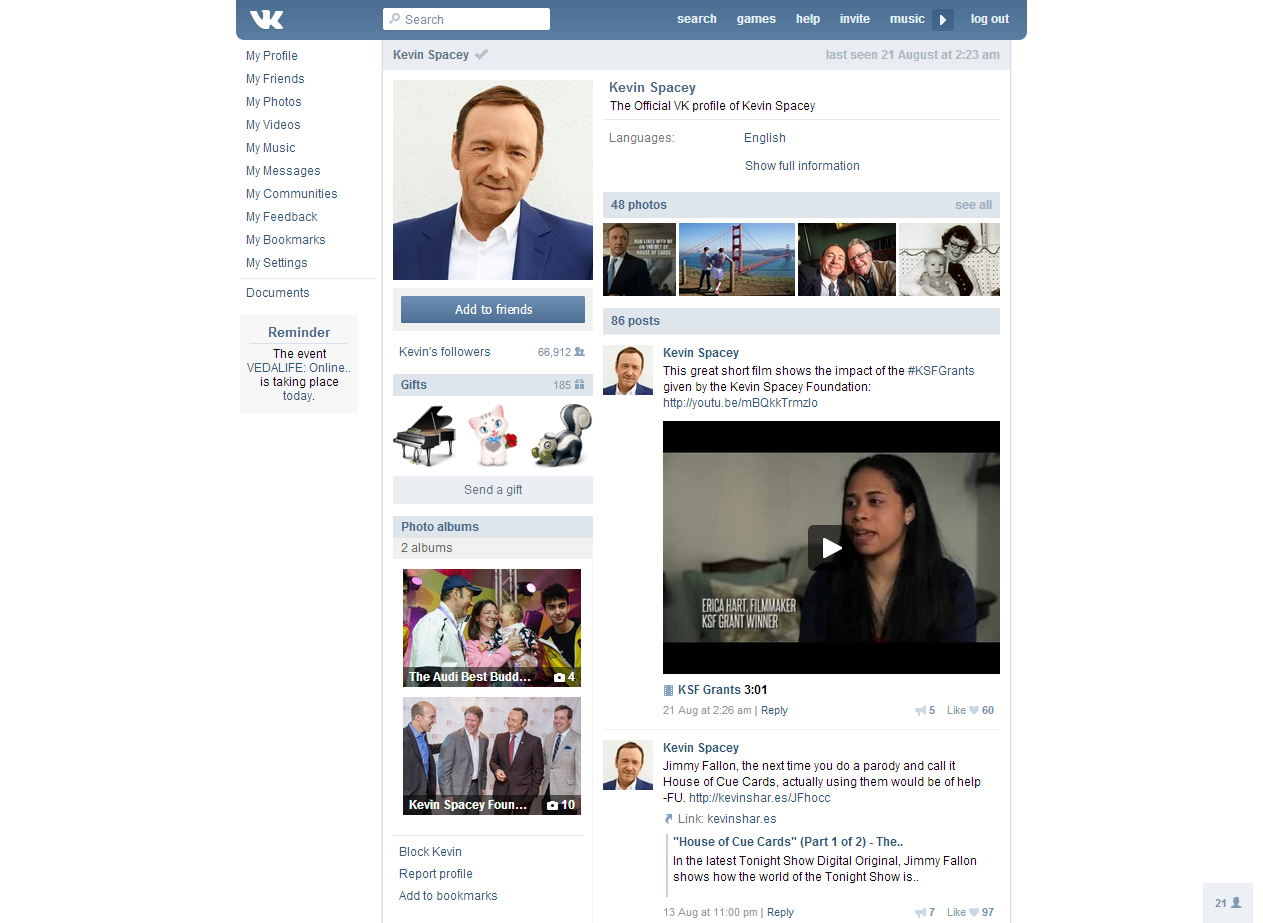 Search
search
games
help
invite
music
log out
My Profile
My Friends
My Photos
My Videos
My Music
My Messages
My Communities
My Feedback
My Bookmarks
My Settings
Documents
Reminder
The event
VEDALIFE: Online..
is taking place
today.
Kevin Spacey
last seen 21 August at 2:23 am
Add to friends
Kevin's followers 66,912
Gifts 185
Send a gift
Photo albums
2 albums
The Audi Best Budd... 4
Kevin Spacey Foun... 10
Block Kevin
Report profile
Add to bookmarks
Kevin Spacey
The Official VK profile of Kevin Spacey
Languages: English
Show full information
48 photos see all
RUN LINES WITH ME
ON THE SET OF
HOUSE OF CARDS
86 posts
Kevin Spacey
This great short film shows the impact of the #KSFGrants
given by the Kevin Spacey Foundation:
http://youtu.be/mBQkkTrmzlo
ERICA HART, FILMMAKER
KSF GRANT WINNER
KSF Grants 3:01
21 Aug at 2:26 am | Reply 5 Like 60
Kevin Spacey
Jimmy Fallon, the next time you do a parody and call it
House of Cue Cards, actually using them would be of help
-FU. http://kevinshar.es/JFhocc
Link: kevinshar.es
"House of Cue Cards" (Part 1 of 2) - The..
In the latest Tonight Show Digital Original, Jimmy Fallon
shows how the world of the Tonight Show is..
13 Aug at 11:00 pm | Reply 7 Like 97
21